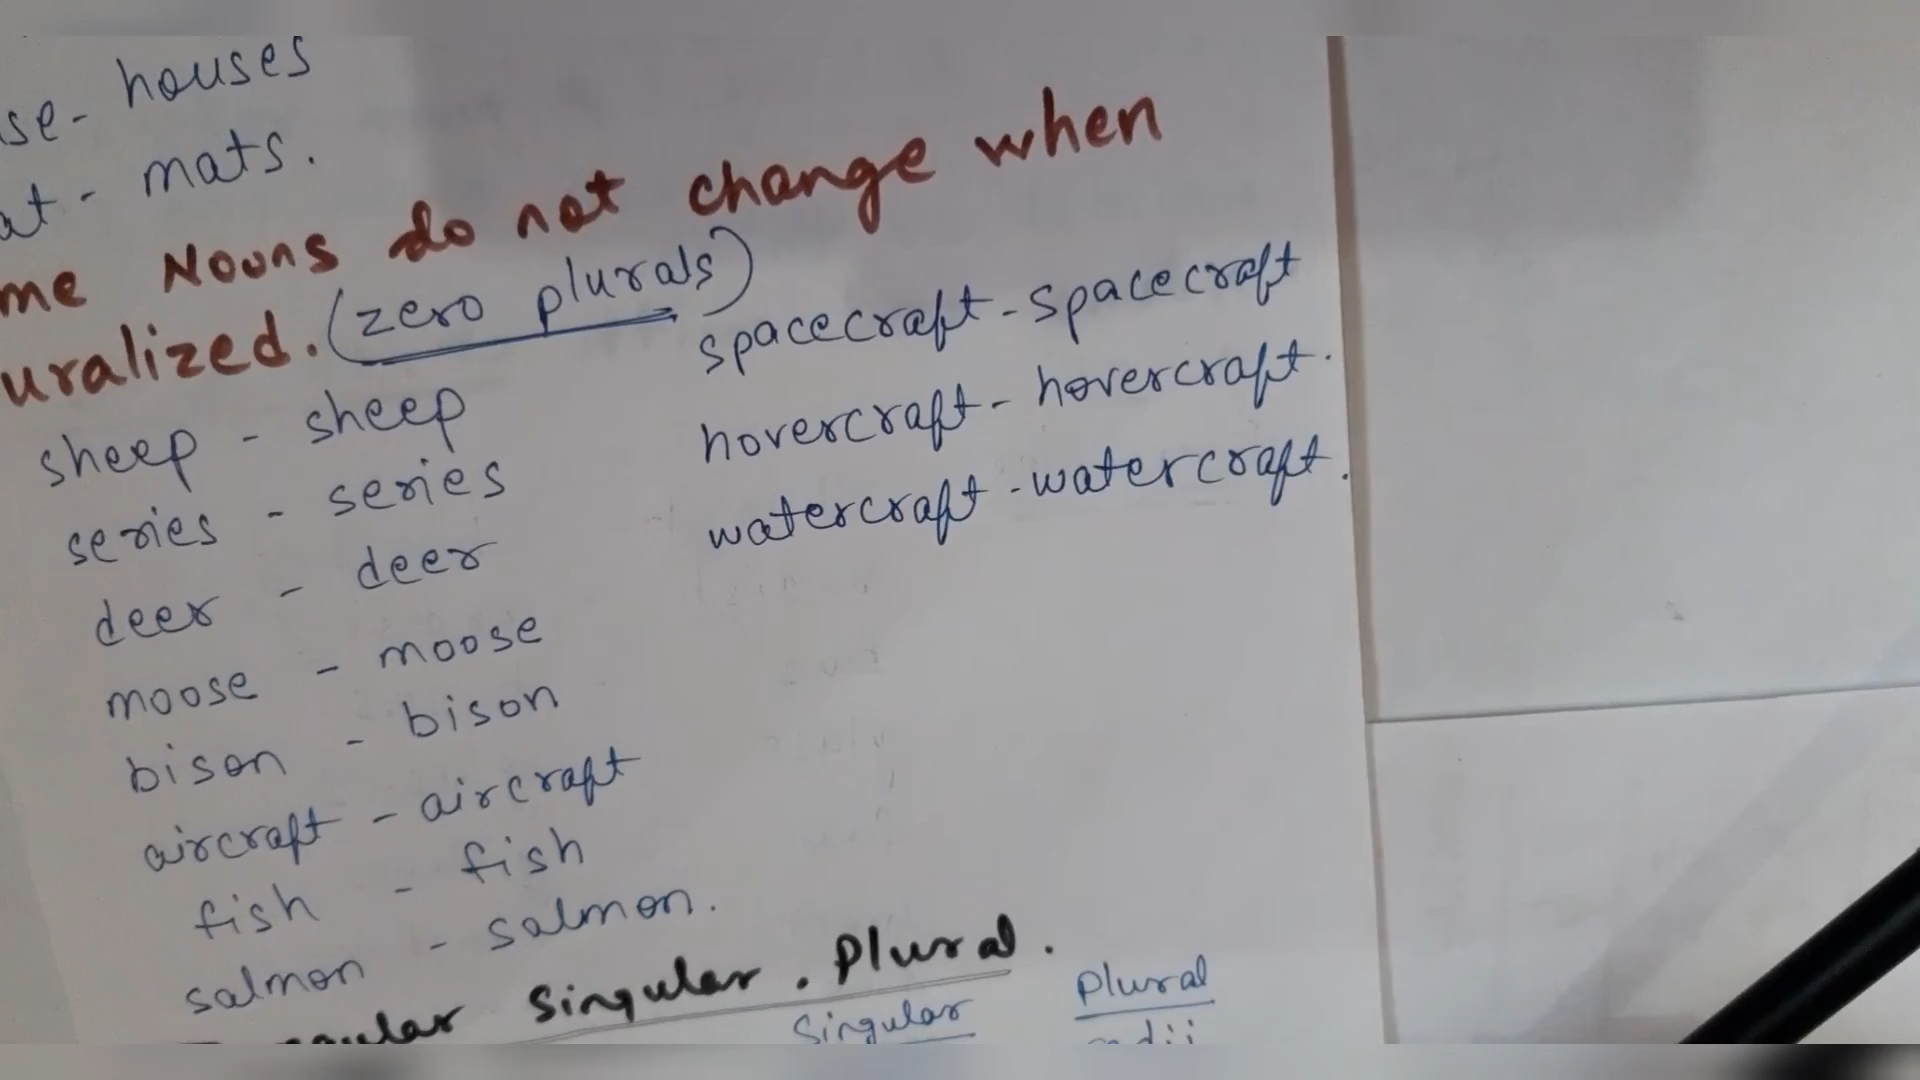 houses
mats.
Nouns do not change when
(zero plurals)
sheep - sheep
series - series
deer - deer
moose - moose
bison - bison
aircraft - aircraft
fish - fish
salmon - salmon.
spacecraft - spacecraft
hovercraft - hovercraft.
watercraft - watercraft.
Singular. Plural.
Singular Plural